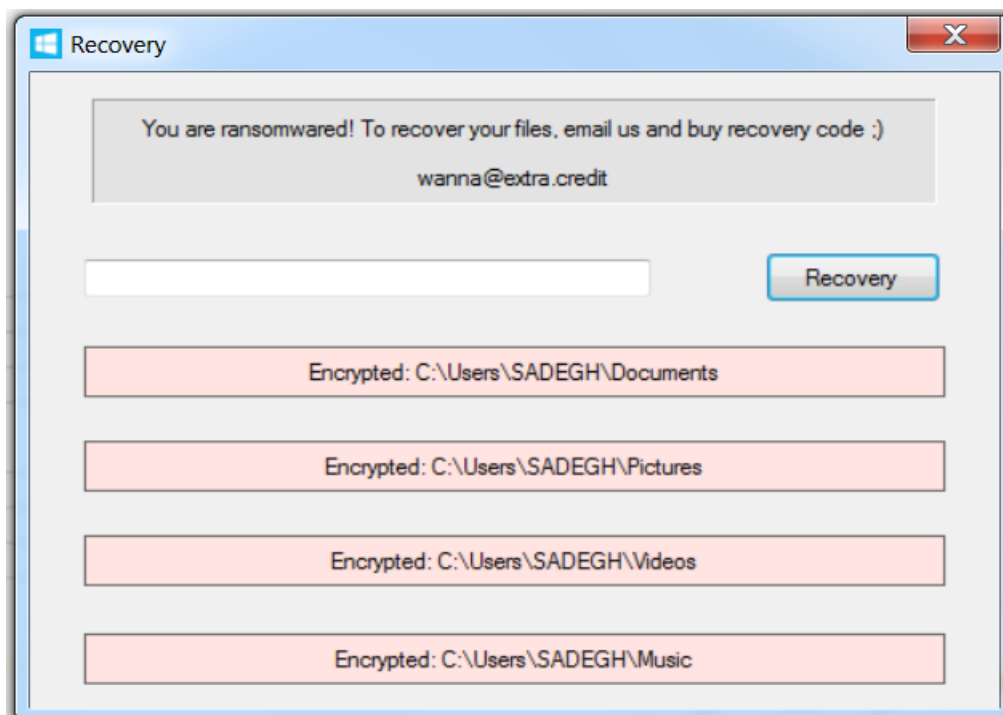 Recovery
You are ransomwared! To recover your files, email us and buy recovery code ;)
wanna@extra.credit
Recovery
Encrypted: C:\Users\SADEGH\Documents
Encrypted: C:\Users\SADEGH\Pictures
Encrypted: C:\Users\SADEGH\Videos
Encrypted: C:\Users\SADEGH\Music